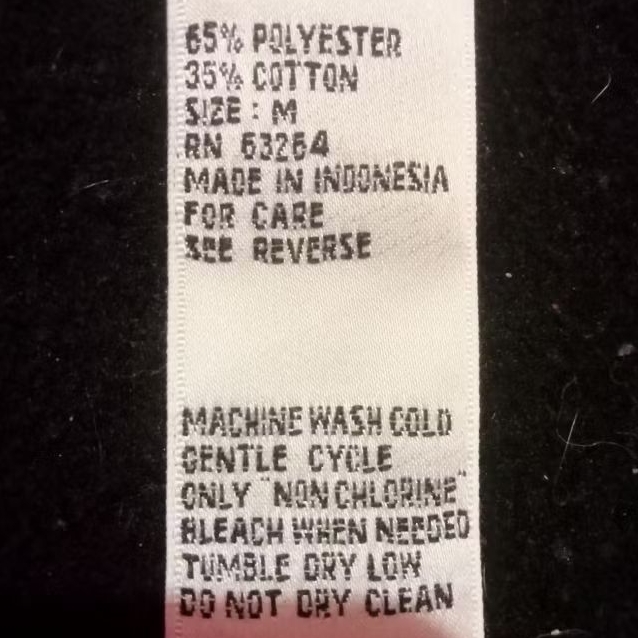 65% POLYESTER
35% COTTON
SIZE : M
RN 63264
MADE IN INDONESIA
FOR CARE
SEE REVERSE
MACHINE WASH COLD
GENTLE CYCLE
ONLY "NON CHLORINE"
BLEACH WHEN NEEDED
TUMBLE DRY LOW
DO NOT DRY CLEAN